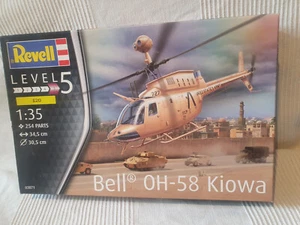 Revell
LEVEL 5
1:35
254 PARTS
34,5 cm
30,5 cm
Bell® OH-58 Kiowa